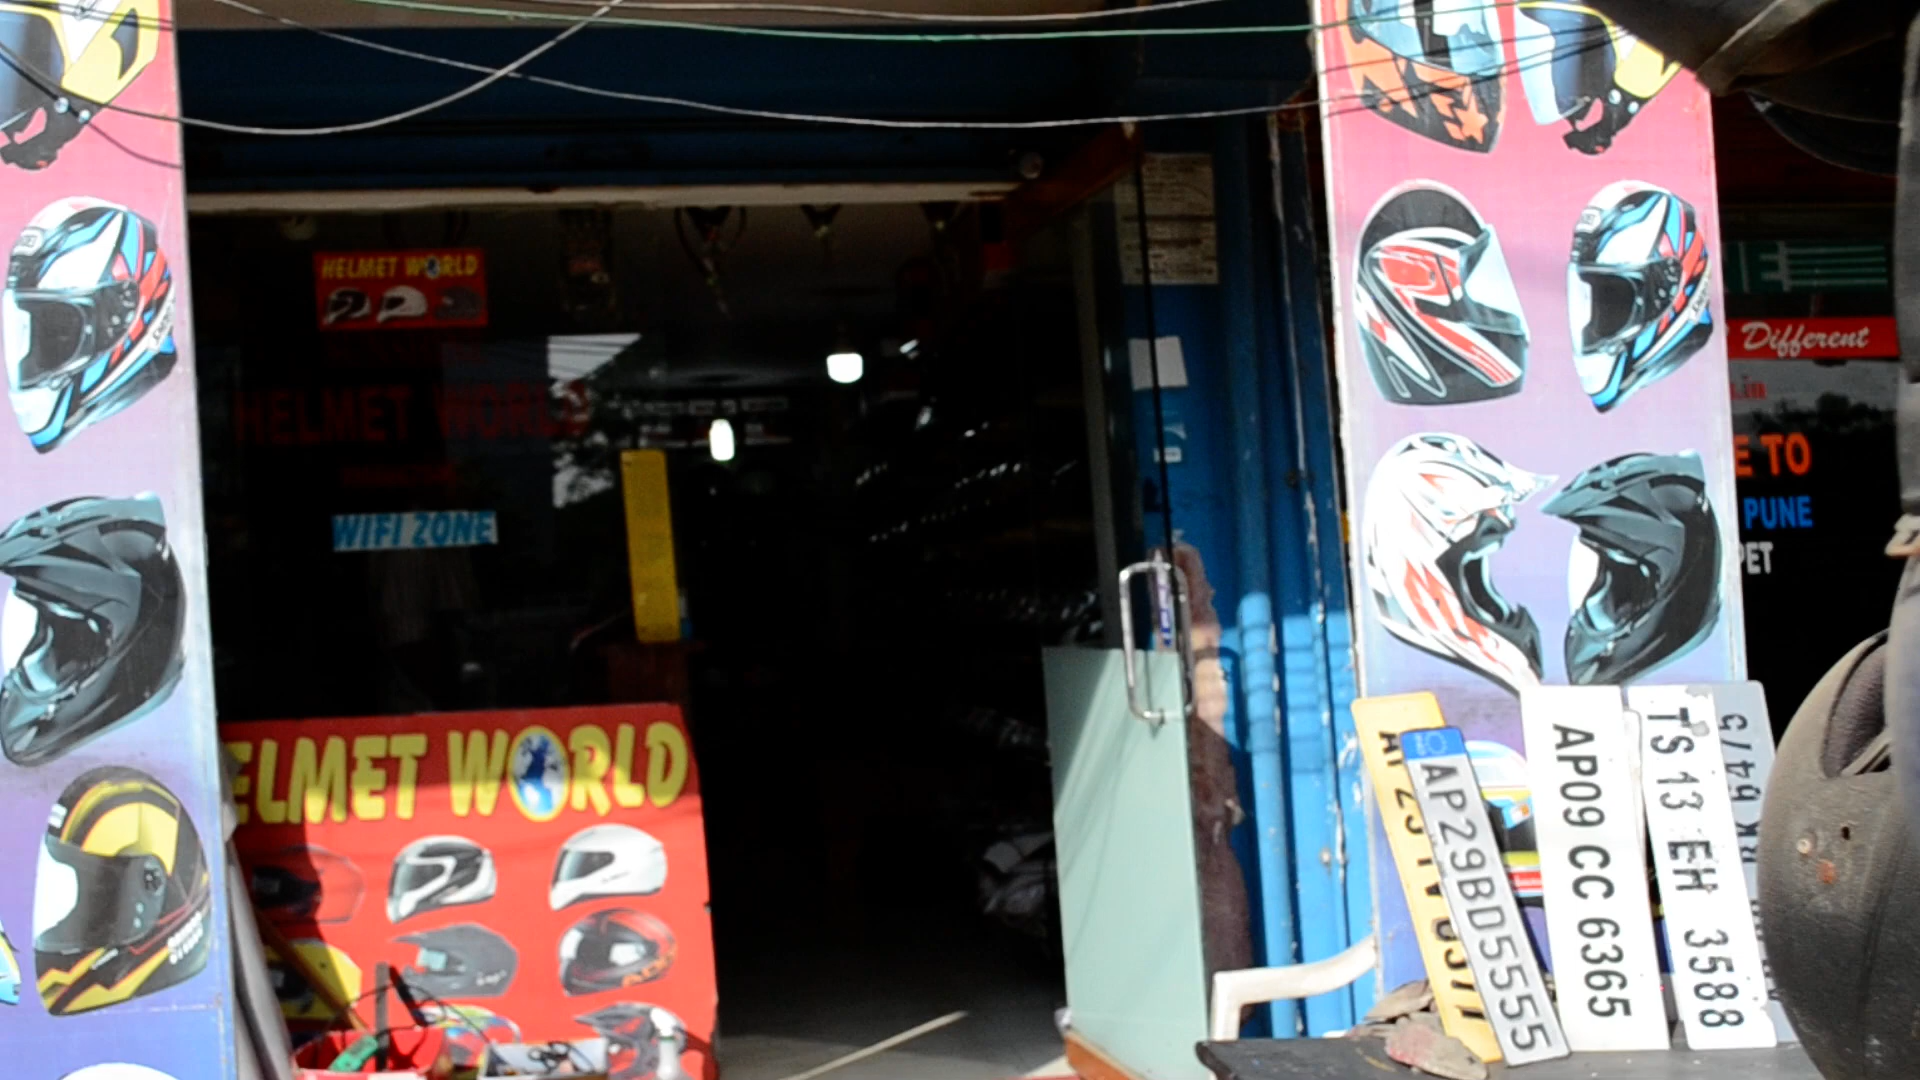 HELMET WORLD
HELMET WORLD
WIFI ZONE
ELMET WORLD
Different
E TO
PUNE
PET
AP29BD5555
AP09 CC 6365
TS 13 EH 3588